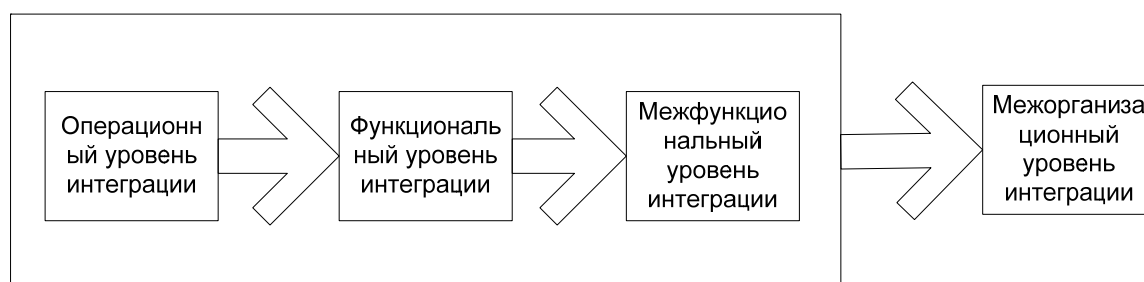 Операционн
ый уровень
интеграции
Функциональ
ный уровень
интеграции
Межфункцио
нальный
уровень
интеграции
Межорганиза
ционный
уровень
интеграции